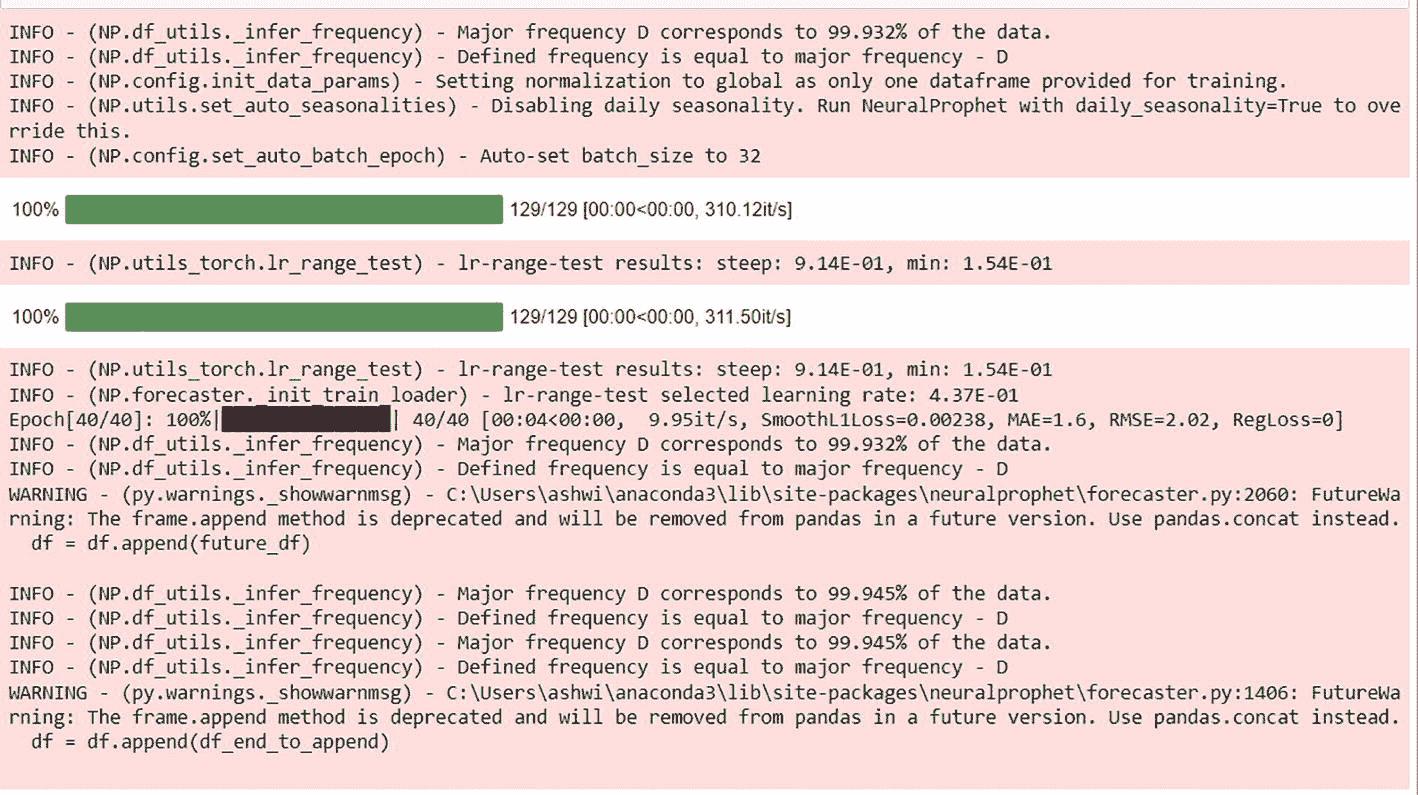 INFO - (NP.df_utils._infer_frequency) - Major frequency D corresponds to 99.932% of the data.
INFO - (NP.df_utils._infer_frequency) - Defined frequency is equal to major frequency - D
INFO - (NP.config.init_data_params) - Setting normalization to global as only one dataframe provided for training.
INFO - (NP.utils.set_auto_seasonalities) - Disabling daily seasonality. Run NeuralProphet with daily_seasonality=True to ove
rride this.
INFO - (NP.config.set_auto_batch_epoch) - Auto-set batch_size to 32
100% 129/129 [00:00<00:00, 310.12it/s]
INFO - (NP.utils_torch.lr_range_test) - lr-range-test results: steep: 9.14E-01, min: 1.54E-01
100% 129/129 [00:00<00:00, 311.50it/s]
INFO - (NP.utils_torch.lr_range_test) - lr-range-test results: steep: 9.14E-01, min: 1.54E-01
INFO - (NP.forecaster._init_train_loader) - lr-range-test selected learning rate: 4.37E-01
Epoch[40/40]: 100%|██████████| 40/40 [00:04<00:00,  9.95it/s, SmoothL1Loss=0.00238, MAE=1.6, RMSE=2.02, RegLoss=0]
INFO - (NP.df_utils._infer_frequency) - Major frequency D corresponds to 99.932% of the data.
INFO - (NP.df_utils._infer_frequency) - Defined frequency is equal to major frequency - D
WARNING - (py.warnings._showwarnmsg) - C:\Users\ashwi\anaconda3\lib\site-packages\neuralprophet\forecaster.py:2060: FutureWa
rning: The frame.append method is deprecated and will be removed from pandas in a future version. Use pandas.concat instead.
  df = df.append(future_df)
INFO - (NP.df_utils._infer_frequency) - Major frequency D corresponds to 99.945% of the data.
INFO - (NP.df_utils._infer_frequency) - Defined frequency is equal to major frequency - D
INFO - (NP.df_utils._infer_frequency) - Major frequency D corresponds to 99.945% of the data.
INFO - (NP.df_utils._infer_frequency) - Defined frequency is equal to major frequency - D
WARNING - (py.warnings._showwarnmsg) - C:\Users\ashwi\anaconda3\lib\site-packages\neuralprophet\forecaster.py:1406: FutureWa
rning: The frame.append method is deprecated and will be removed from pandas in a future version. Use pandas.concat instead.
  df = df.append(df_end_to_append)